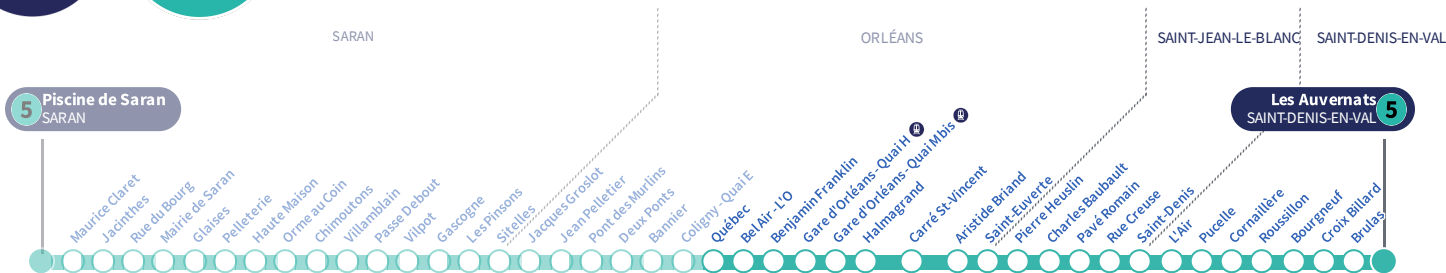 SARAN
ORLÉANS
SAINT-JEAN-LE-BLANC
SAINT-DENIS-EN-VAL
5
Piscine de Saran
SARAN
Les Auvernats
SAINT-DENIS-EN-VAL
5
Maurice Claret
Jacinthes
Rue du Bourg
Mairie de Saran
Glaises
Pelleterie
Haute Maison
Orme au Coin
Chimoutons
Villamblain
Passe Debout
Vilpot
Gascogne
Les Pinsons
Sitelles
Jacques Groslot
Jean Pelletier
Pont des Murlins
Deux Ponts
Bannier
Coligny - Quai E
Québec
Bel Air - L'O
Benjamin Franklin
Gare d'Orléans - Quai H
Gare d'Orléans - Quai Mbis
Halmagrand
Carré St-Vincent
Aristide Briand
Saint-Euverte
Pierre Heuslin
Charles Baubault
Pavé Romain
Rue Creuse
Saint-Denis
L'Air
Pucelle
Cornaillère
Roussillon
Bourgneuf
Croix Billard
Brulas